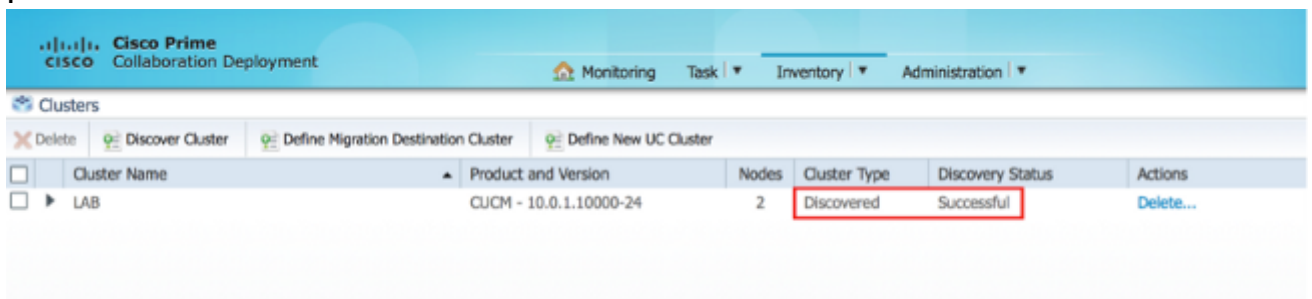 Cisco Prime
CISCO Collaboration Deployment
Monitoring Task Inventory Administration
Clusters
Delete Discover Cluster Define Migration Destination Cluster Define New UC Cluster
Cluster Name Product and Version Nodes Cluster Type Discovery Status Actions
LAB CUCM - 10.0.1.10000-24 2 Discovered Successful Delete...